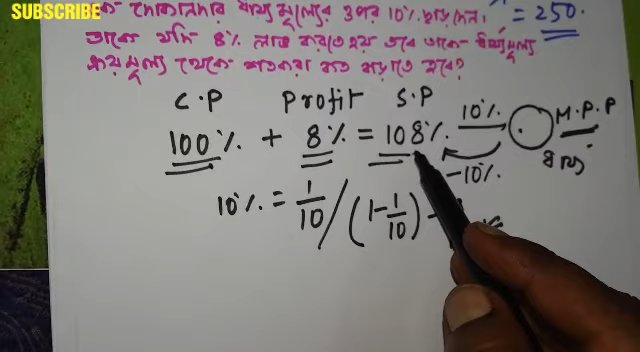 SUBSCRIBE
দোকানদার ধার্য্য মূল্যের ওপর 10% ছাড় দেন।
= 250.
তাকে যদি 8% লাভ করতে হয় তবে তাকে ধার্য্যমূল্য
ক্রয়মূল্য থেকে শতকরা কত বাড়াতে হবে?
C.P Profit S.P
100% + 8% = 108%. 10% M.P.P
-10%
10% = 1/10 / (1 - 1/10)